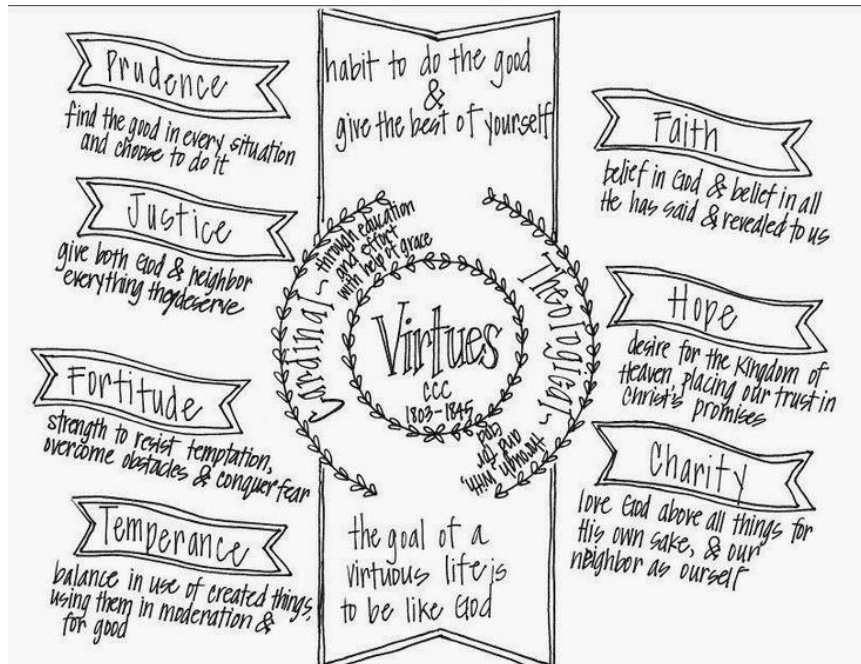 habit to do the good
&
give the best of yourself
Prudence
find the good in every situation
and choose to do it
Justice
give both God & neighbor
everything they deserve
Fortitude
strength to resist temptation,
overcome obstacles & conquer fear
Temperance
balance in use of created things,
using them in moderation &
for good
Cardinal ~
through education
and effort
with help of grace
Virtues
CCC
1803-1845
Theological ~
through, with,
and for
God
Faith
belief in God & belief in all
He has said & revealed to us
Hope
desire for the Kingdom of
Heaven, placing our trust in
Christ's promises
Charity
love God above all things for
His own sake, & our
neighbor as ourself
the goal of a
virtuous life is
to be like God